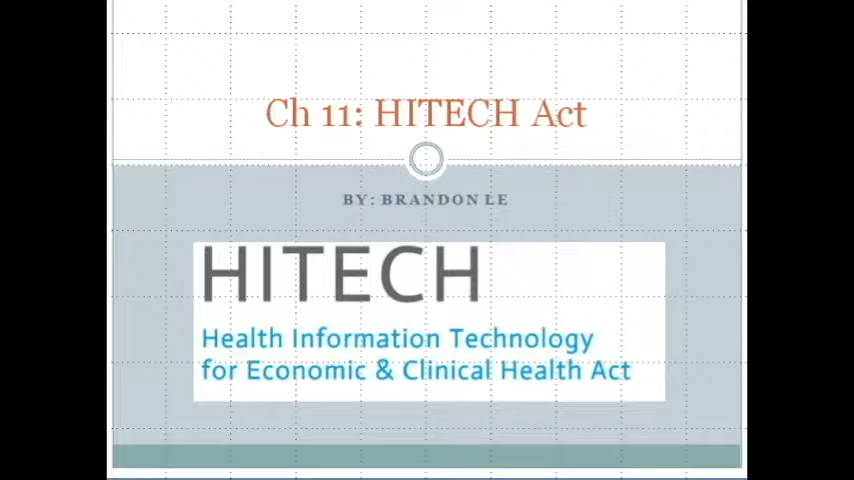 Ch 11: HITECH Act
BY: BRANDON LE
HITECH
Health Information Technology
for Economic & Clinical Health Act